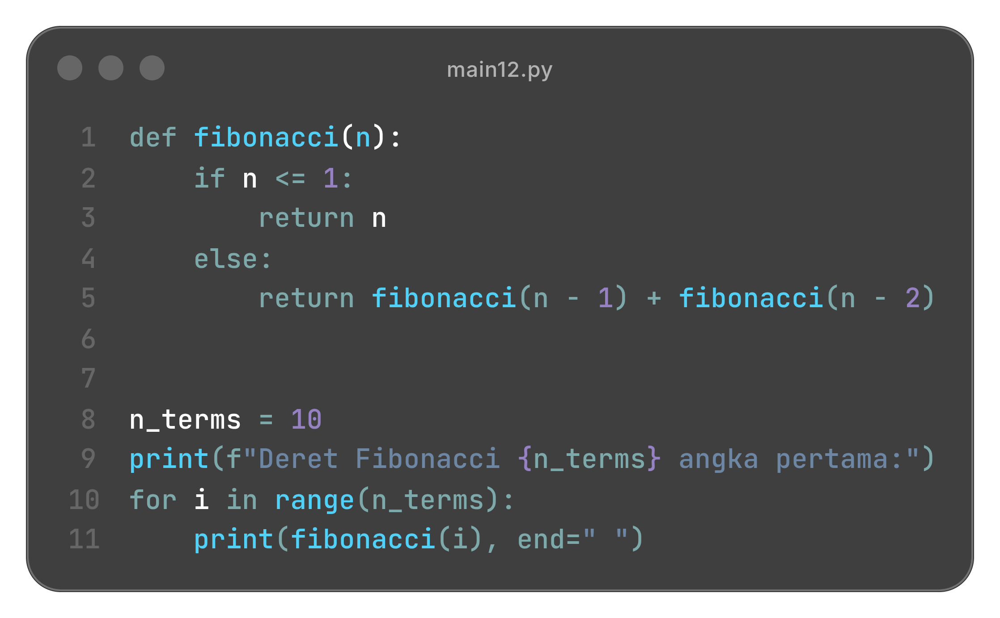 main12.py
1 def fibonacci(n):
2     if n <= 1:
3         return n
4     else:
5         return fibonacci(n - 1) + fibonacci(n - 2)
6
7
8 n_terms = 10
9 print(f"Deret Fibonacci {n_terms} angka pertama:")
10 for i in range(n_terms):
11     print(fibonacci(i), end=" ")